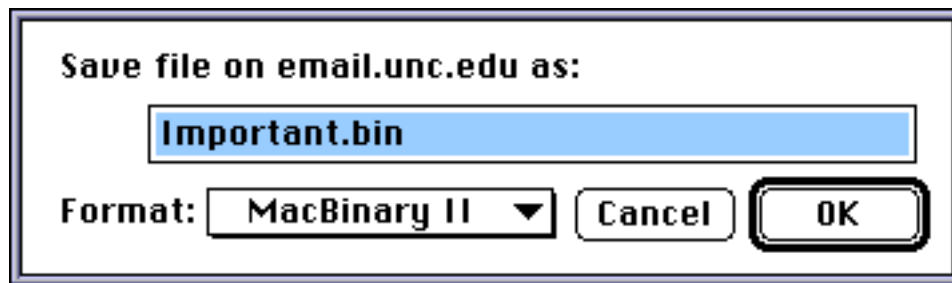 Save file on email.unc.edu as:
Important.bin
Format: MacBinary II Cancel OK